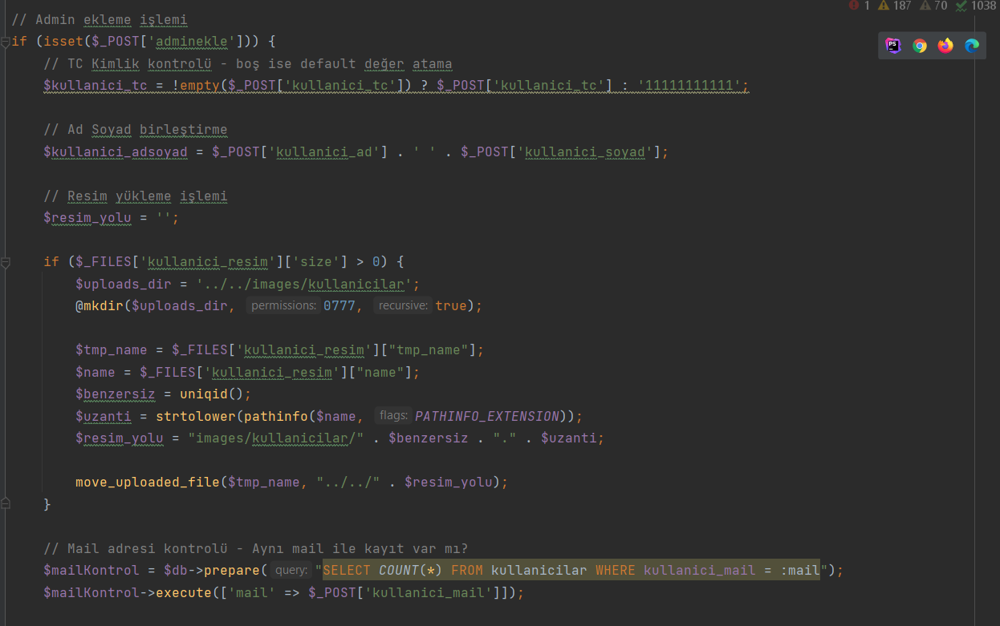 1 187 70 1038
// Admin ekleme işlemi
if (isset($_POST['adminekle'])) {
// TC Kimlik kontrolü - boş ise default değer atama
$kullanici_tc = !empty($_POST['kullanici_tc']) ? $_POST['kullanici_tc'] : '11111111111';
// Ad Soyad birleştirme
$kullanici_adsoyad = $_POST['kullanici_ad'] . ' ' . $_POST['kullanici_soyad'];
// Resim yükleme işlemi
$resim_yolu = '';
if ($_FILES['kullanici_resim']['size'] > 0) {
$uploads_dir = '../../images/kullanicilar';
@mkdir($uploads_dir, permissions: 0777, recursive: true);
$tmp_name = $_FILES['kullanici_resim']["tmp_name"];
$name = $_FILES['kullanici_resim']["name"];
$benzersiz = uniqid();
$uzanti = strtolower(pathinfo($name, flags: PATHINFO_EXTENSION));
$resim_yolu = "images/kullanicilar/" . $benzersiz . "." . $uzanti;
move_uploaded_file($tmp_name, "../../" . $resim_yolu);
}
// Mail adresi kontrolü - Aynı mail ile kayıt var mı?
$mailKontrol = $db->prepare( query: "SELECT COUNT(*) FROM kullanicilar WHERE kullanici_mail = :mail");
$mailKontrol->execute(['mail' => $_POST['kullanici_mail']]);